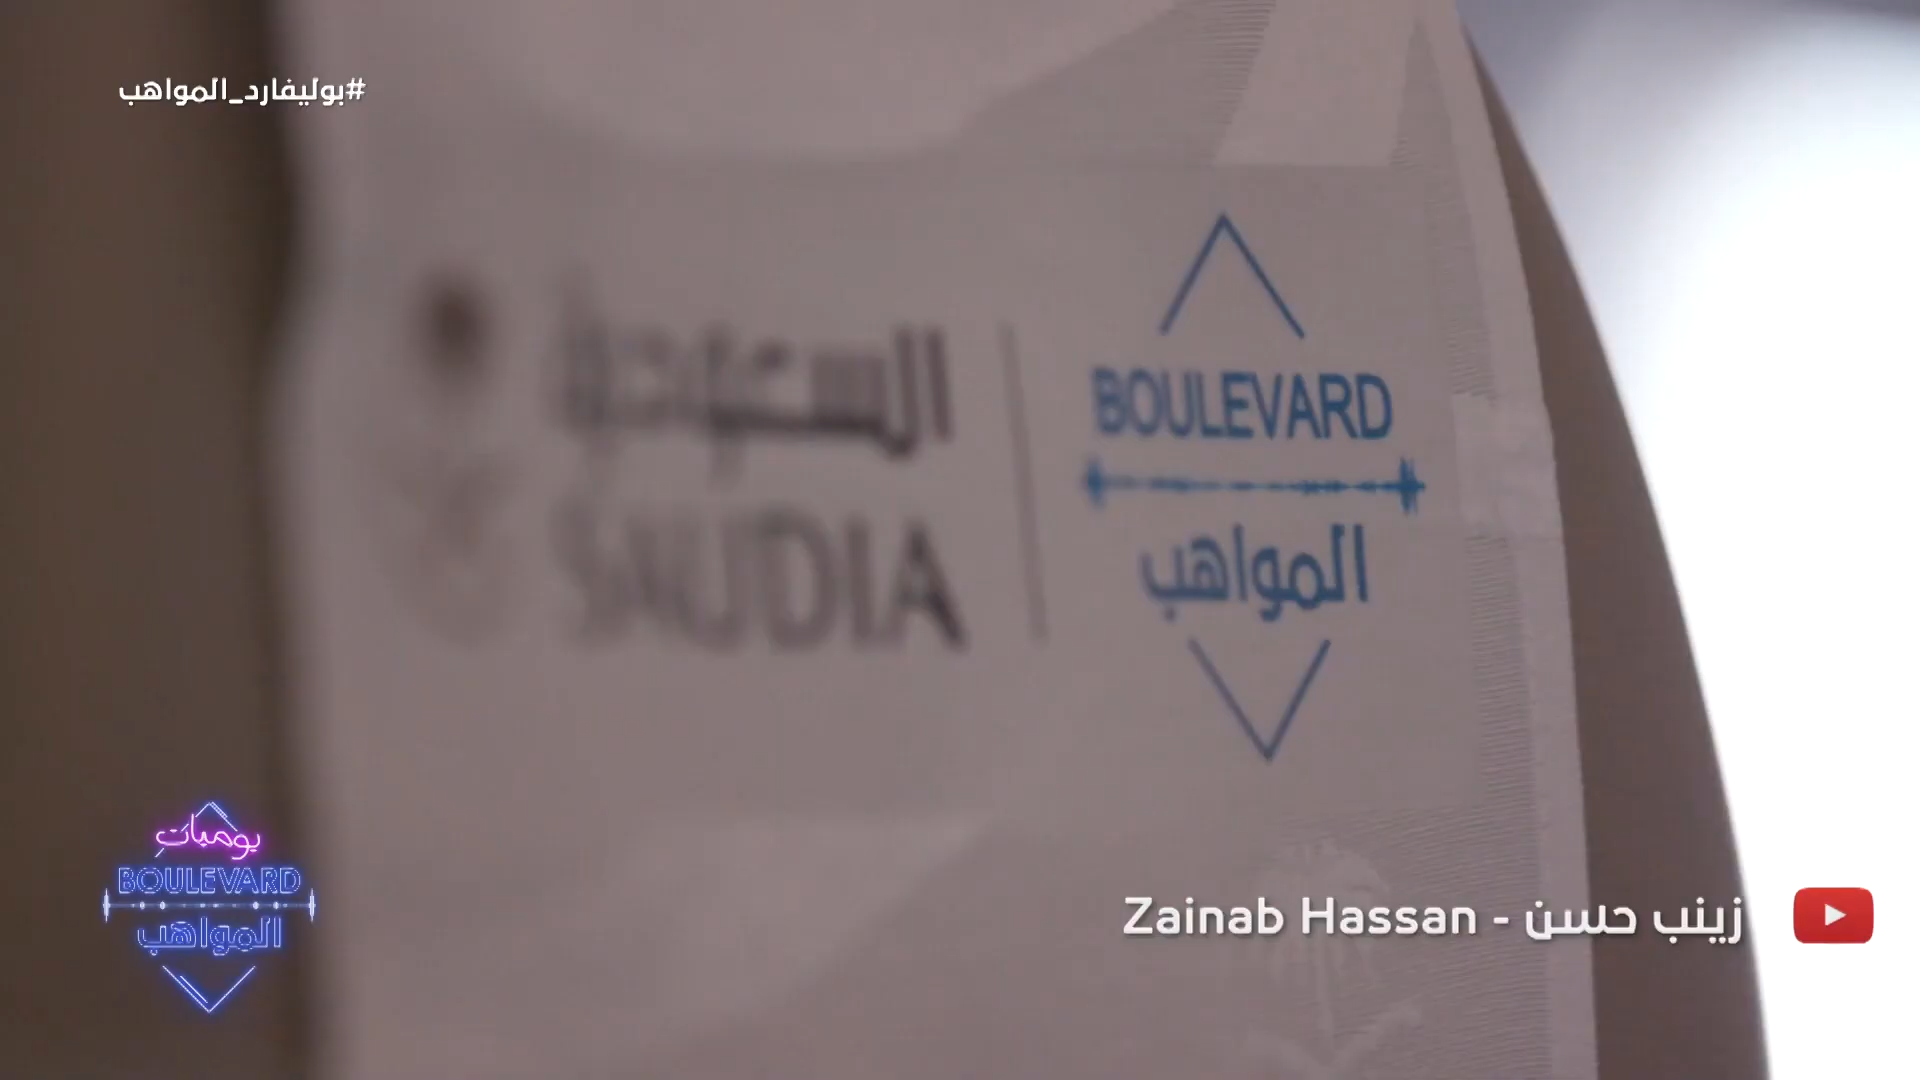 #بوليفارد_المواهب
السعودية
SAUDIA
BOULEVARD
المواهب
يوميات
BOULEVARD
المواهب
Zainab Hassan - زينب حسن